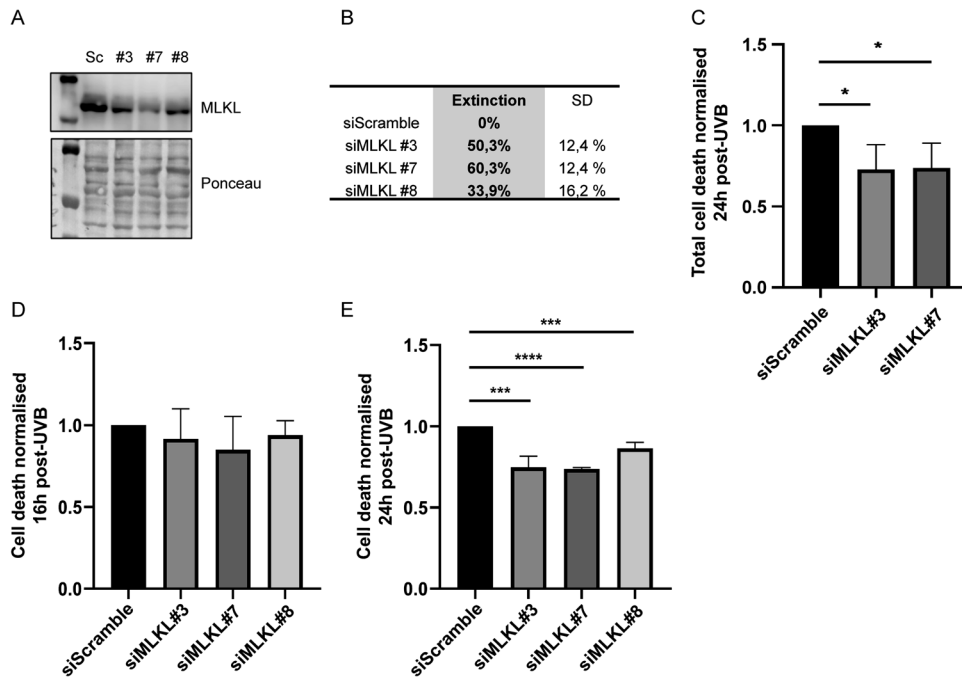 A
Sc #3 #7 #8
MLKL
Ponceau
B
Extinction SD
siScramble 0%
siMLKL #3 50,3% 12,4 %
siMLKL #7 60,3% 12,4 %
siMLKL #8 33,9% 16,2 %
C
Total cell death normalised
24h post-UVB
1.5
1.0
0.5
0.0
*
*
siScramble
siMLKL#3
siMLKL#7
D
Cell death normalised
16h post-UVB
1.5
1.0
0.5
0.0
siScramble
siMLKL#3
siMLKL#7
siMLKL#8
E
Cell death normalised
24h post-UVB
1.5
1.0
0.5
0.0
***
****
***
siScramble
siMLKL#3
siMLKL#7
siMLKL#8